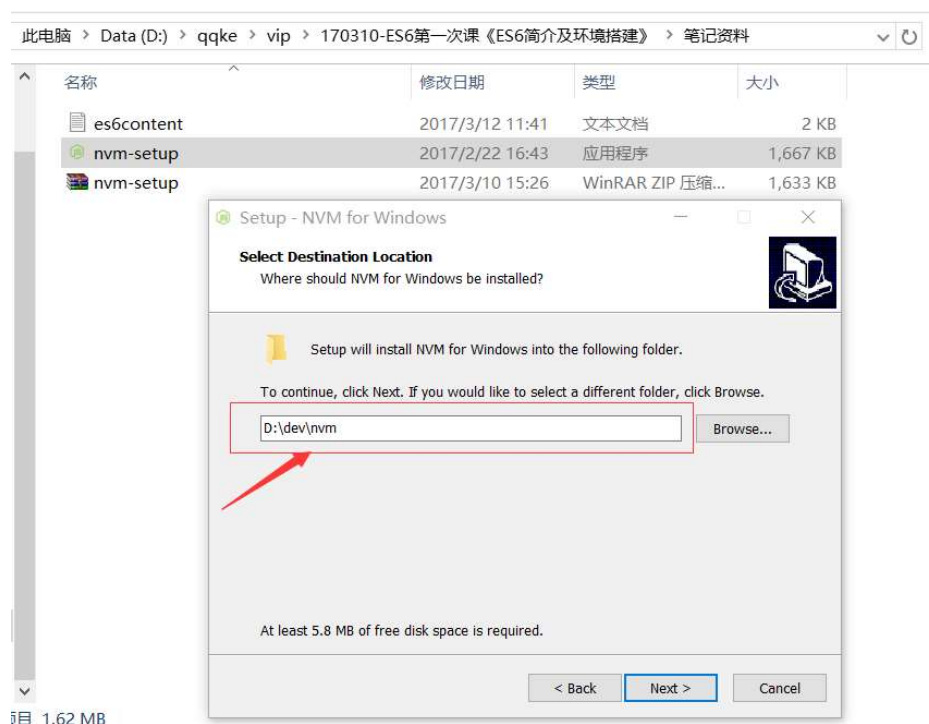 此电脑 > Data (D:) > qqke > vip > 170310-ES6第一次课《ES6简介及环境搭建》 > 笔记资料
名称 修改日期 类型 大小
es6content 2017/3/12 11:41 文本文档 2 KB
nvm-setup 2017/2/22 16:43 应用程序 1,667 KB
nvm-setup 2017/3/10 15:26 WinRAR ZIP 压缩... 1,633 KB
Setup - NVM for Windows
Select Destination Location
Where should NVM for Windows be installed?
Setup will install NVM for Windows into the following folder.
To continue, click Next. If you would like to select a different folder, click Browse.
D:\dev\nvm
Browse...
At least 5.8 MB of free disk space is required.
< Back Next > Cancel
目 1.62 MB